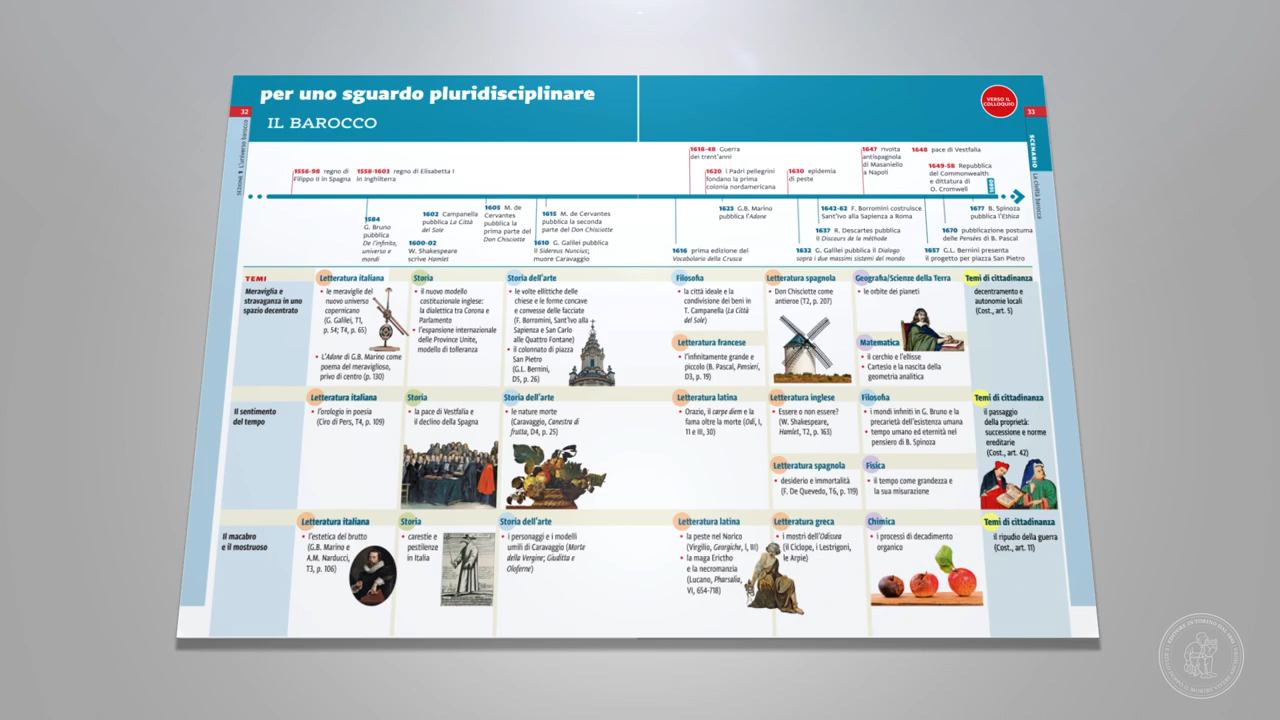 per uno sguardo pluridisciplinare
IL BAROCCO
VERSO IL
COLLOQUIO
32
33
SEZIONE 1 L'universo barocco
SCENARIO La civiltà barocca
1556-98 regno di
Filippo II in Spagna
1558-1603 regno di Elisabetta I
in Inghilterra
1618-48 Guerra
dei trent'anni
1620 i Padri pellegrini
fondano la prima
colonia nordamericana
1630 epidemia
di peste
1647 rivolta
antispagnola
di Masaniello
a Napoli
1648 pace di Vestfalia
1649-58 Repubblica
del Commonwealth
e dittatura di
O. Cromwell
1584
G. Bruno
pubblica
De l'infinito,
universo e
mondi
1602 Campanella
pubblica La Città
del Sole
1600-02
W. Shakespeare
scrive Hamlet
1605 M. de
Cervantes
pubblica la
prima parte del
Don Chisciotte
1615 M. de Cervantes
pubblica la seconda
parte del Don Chisciotte
1610 G. Galilei pubblica
il Sidereus Nuncius;
muore Caravaggio
1616 prima edizione del
Vocabolario della Crusca
1623 G.B. Marino
pubblica l'Adone
1642-62 F. Borromini costruisce
Sant'Ivo alla Sapienza a Roma
1637 R. Descartes pubblica
il Discours de la méthode
1632 G. Galilei pubblica il Dialogo
sopra i due massimi sistemi del mondo
1677 B. Spinoza
pubblica l'Ethica
1670 pubblicazione postuma
delle Pensées di B. Pascal
1657 G.L. Bernini presenta
il progetto per piazza San Pietro
TEMI
Meraviglia e
stravaganza in uno
spazio decentrato
Letteratura italiana
• le meraviglie del
nuovo universo
copernicano
(G. Galilei, T1,
p. 54; T4, p. 65)
• L'Adone di G.B. Marino come
poema del meraviglioso,
privo di centro (p. 130)
Storia
• il nuovo modello
costituzionale inglese:
la dialettica tra Corona e
Parlamento
• l'espansione internazionale
delle Province Unite,
modello di tolleranza
Storia dell'arte
• le volte ellittiche delle
chiese e le forme concave
e convesse delle facciate
(F. Borromini, Sant'Ivo alla
Sapienza e San Carlo
alle Quattro Fontane)
• il colonnato di piazza
San Pietro
(G.L. Bernini,
D5, p. 26)
Filosofia
• la città ideale e la
condivisione dei beni in
T. Campanella (La Città
del Sole)
Letteratura francese
• l'infinitamente grande e
piccolo (B. Pascal, Pensieri,
D3, p. 19)
Letteratura spagnola
• Don Chisciotte come
antieroe (T2, p. 207)
Geografia/Scienze della Terra
• le orbite dei pianeti
Matematica
• il cerchio e l'ellisse
• Cartesio e la nascita della
geometria analitica
Temi di cittadinanza
decentramento e
autonomie locali
(Cost., art. 5)
Il sentimento
del tempo
Letteratura italiana
• l'orologio in poesia
(Ciro di Pers, T4, p. 109)
Storia
• la pace di Vestfalia e
il declino della Spagna
Storia dell'arte
• le nature morte
(Caravaggio, Canestra di
frutta, D4, p. 25)
Letteratura latina
• Orazio, il carpe diem e la
fama oltre la morte (Odi, I,
11 e III, 30)
Letteratura inglese
• Essere o non essere?
(W. Shakespeare,
Hamlet, T2, p. 163)
Letteratura spagnola
• desiderio e immortalità
(F. De Quevedo, T6, p. 119)
Filosofia
• i mondi infiniti in G. Bruno e la
precarietà dell'esistenza umana
• tempo umano ed eternità nel
pensiero di B. Spinoza
Fisica
• il tempo come grandezza e
la sua misurazione
Temi di cittadinanza
il passaggio
della proprietà:
successione e norme
ereditarie
(Cost., art. 42)
Il macabro
e il mostruoso
Letteratura italiana
• l'estetica del brutto
(G.B. Marino e
A.M. Narducci,
T3, p. 106)
Storia
• carestie e
pestilenze
in Italia
Storia dell'arte
• i personaggi e i modelli
umili di Caravaggio (Morte
della Vergine; Giuditta e
Oloferne)
Letteratura latina
• la peste nel Norico
(Virgilio, Georgiche, I, III)
• la maga Erictho
e la necromanzia
(Lucano, Pharsalia,
VI, 654-718)
Letteratura greca
• i mostri dell'Odissea
(il Ciclope, i Lestrigoni,
le Arpie)
Chimica
• i processi di decadimento
organico
Temi di cittadinanza
il ripudio della guerra
(Cost., art. 11)